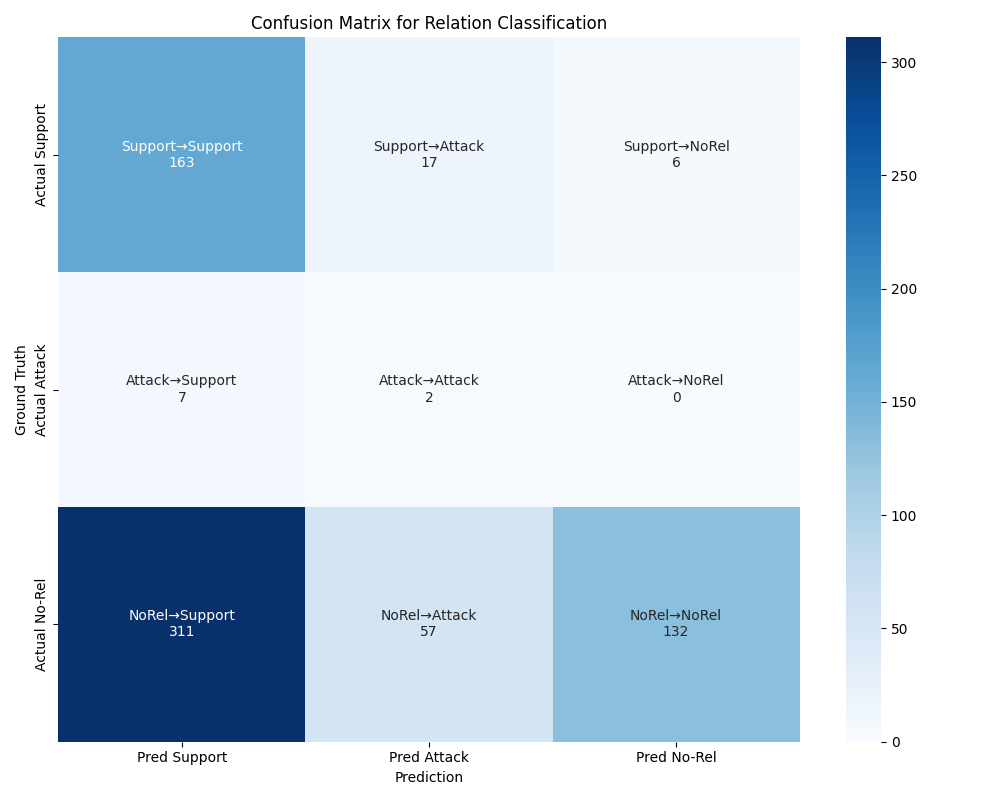 Confusion Matrix for Relation Classification
Ground Truth
Actual Support
Actual Attack
Actual No-Rel
Support→Support
163
Support→Attack
17
Support→NoRel
6
Attack→Support
7
Attack→Attack
2
Attack→NoRel
0
NoRel→Support
311
NoRel→Attack
57
NoRel→NoRel
132
Pred Support
Pred Attack
Pred No-Rel
Prediction
300
250
200
150
100
50
0